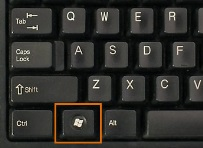 Tab Q W E R
Caps Lock A S D F
Shift Z X C
Ctrl Alt